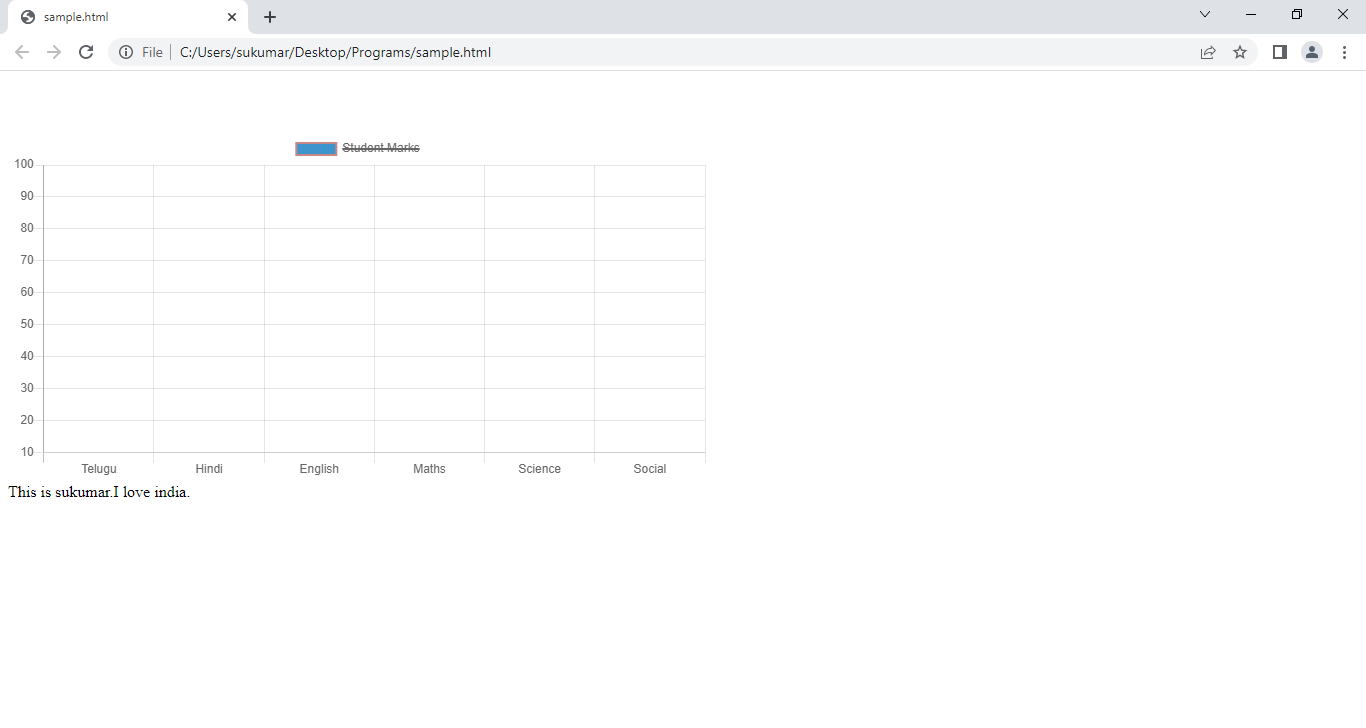 sample.html
File
C:/Users/sukumar/Desktop/Programs/sample.html
Student Marks
100
90
80
70
60
50
40
30
20
10
Telugu Hindi English Maths Science Social
This is sukumar.I love india.